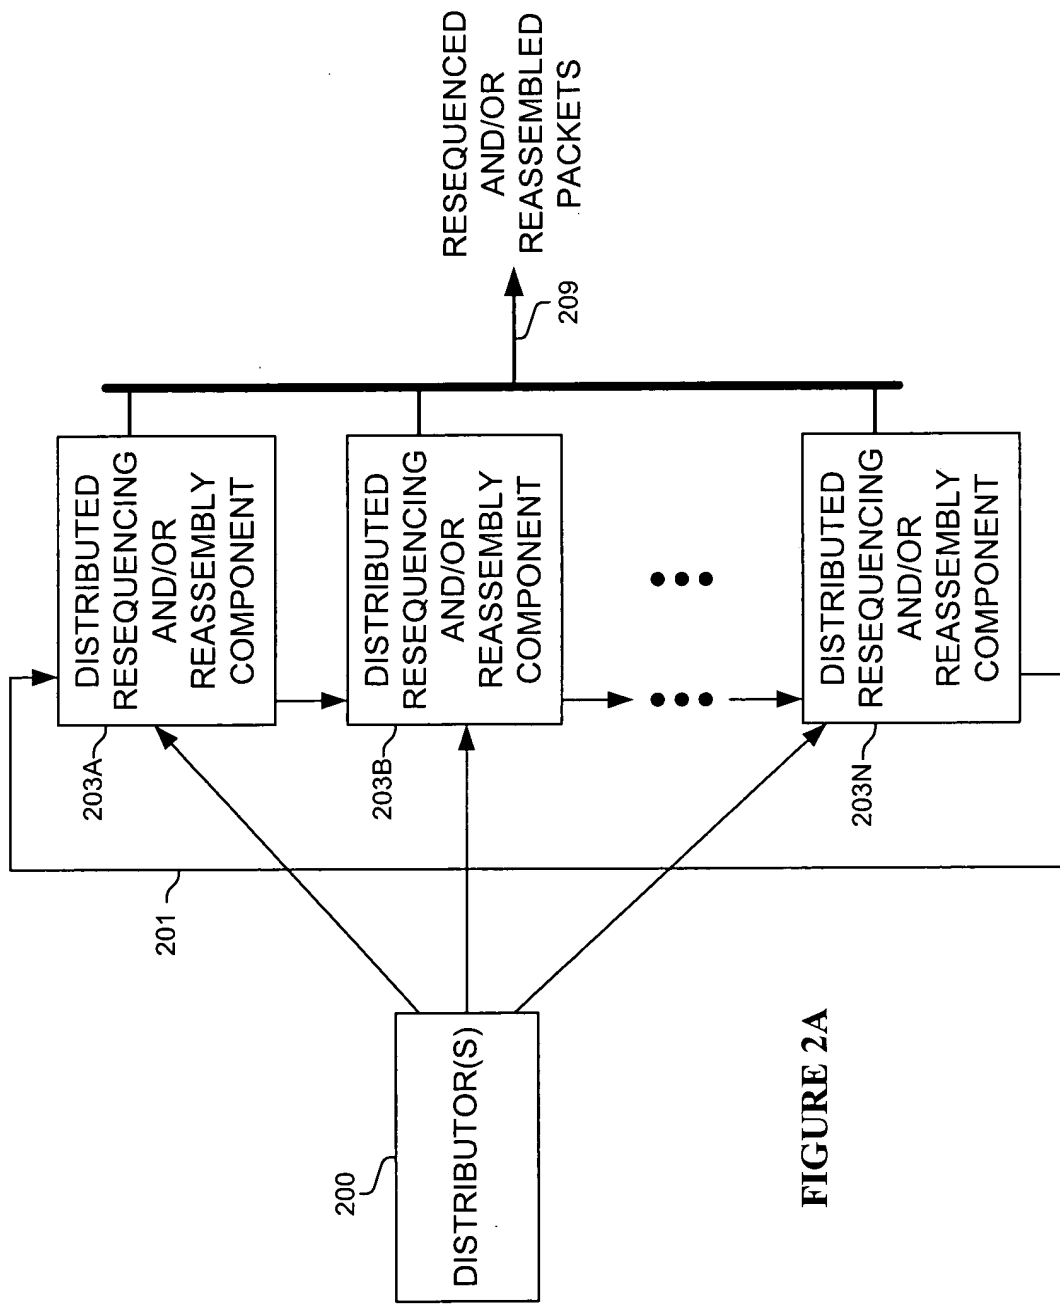 200
DISTRIBUTOR(S)
201
203A
DISTRIBUTED
RESEQUENCING
AND/OR
REASSEMBLY
COMPONENT
203B
DISTRIBUTED
RESEQUENCING
AND/OR
REASSEMBLY
COMPONENT
203N
DISTRIBUTED
RESEQUENCING
AND/OR
REASSEMBLY
COMPONENT
209
RESEQUENCED
AND/OR
REASSEMBLED
PACKETS
FIGURE 2A